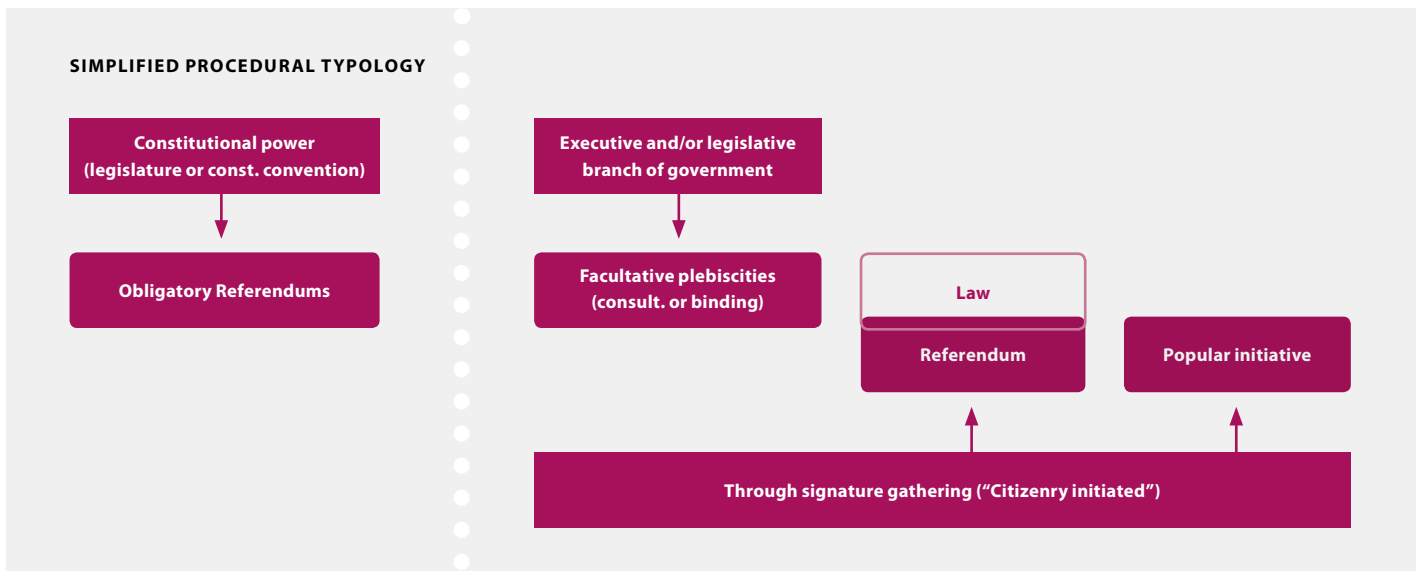 SIMPLIFIED PROCEDURAL TYPOLOGY
Constitutional power
(legislature or const. convention)
Obligatory Referendums
Executive and/or legislative
branch of government
Facultative plebiscities
(consult. or binding)
Law
Referendum
Popular initiative
Through signature gathering (“Citizenry initiated”)